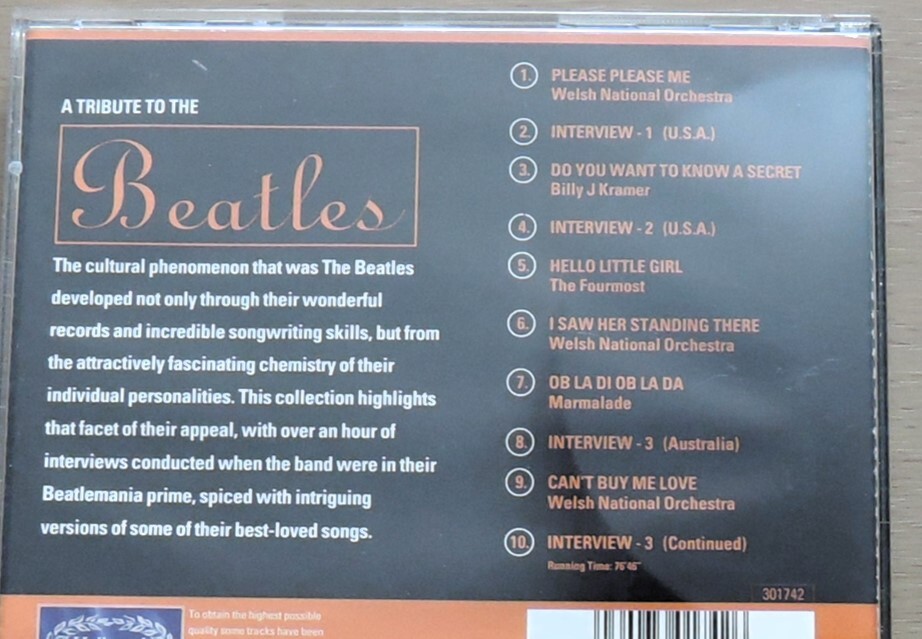 A TRIBUTE TO THE
Beatles
The cultural phenomenon that was The Beatles
developed not only through their wonderful
records and incredible songwriting skills, but from
the attractively fascinating chemistry of their
individual personalities. This collection highlights
that facet of their appeal, with over an hour of
interviews conducted when the band were in their
Beatlemania prime, spiced with intriguing
versions of some of their best-loved songs.
1. PLEASE PLEASE ME
Welsh National Orchestra
2. INTERVIEW - 1 (U.S.A.)
3. DO YOU WANT TO KNOW A SECRET
Billy J Kramer
4. INTERVIEW - 2 (U.S.A.)
5. HELLO LITTLE GIRL
The Fourmost
6. I SAW HER STANDING THERE
Welsh National Orchestra
7. OB LA DI OB LA DA
Marmalade
8. INTERVIEW - 3 (Australia)
9. CAN'T BUY ME LOVE
Welsh National Orchestra
10. INTERVIEW - 3 (Continued)
Running Time: 76'46"
301742
To obtain the highest possible
quality some tracks have been